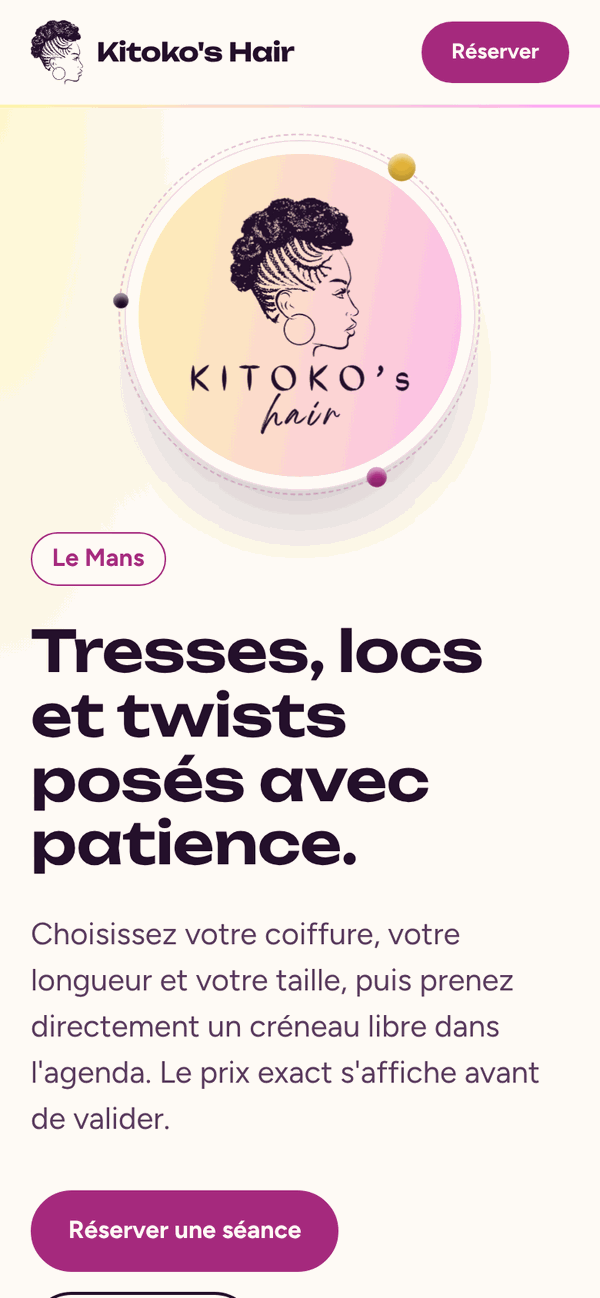 Kitoko's Hair
Réserver
KITOKO's
hair
Le Mans
Tresses, locs
et twists
posés avec
patience.
Choisissez votre coiffure, votre
longueur et votre taille, puis prenez
directement un créneau libre dans
l'agenda. Le prix exact s'affiche avant
de valider.
Réserver une séance